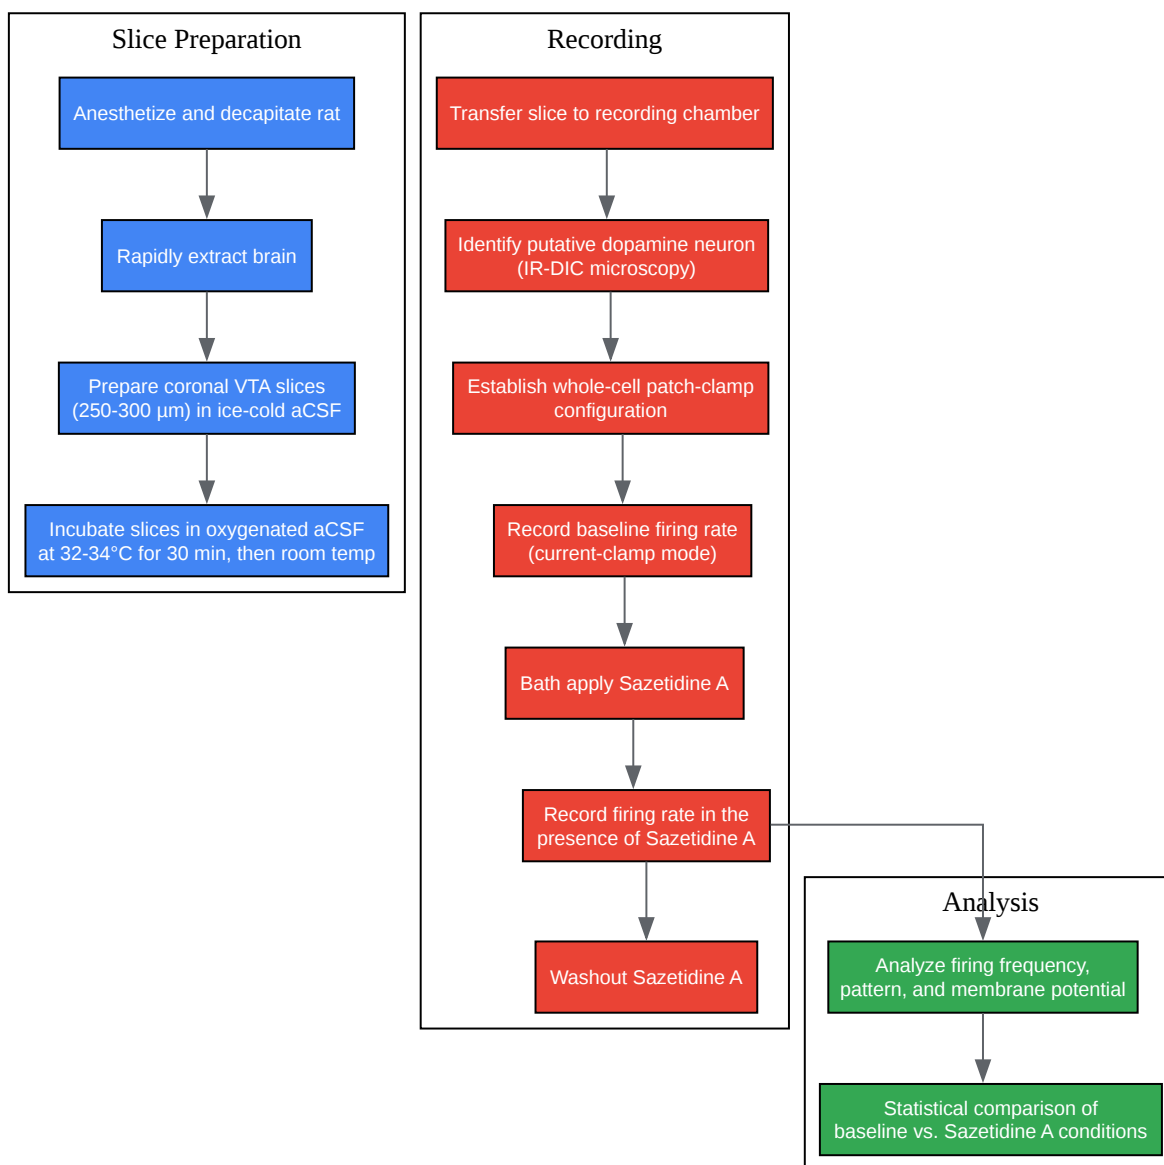 Slice Preparation
Anesthetize and decapitate rat
Rapidly extract brain
Prepare coronal VTA slices
(250-300 µm) in ice-cold aCSF
Incubate slices in oxygenated aCSF
at 32-34°C for 30 min, then room temp
Recording
Transfer slice to recording chamber
Identify putative dopamine neuron
(IR-DIC microscopy)
Establish whole-cell patch-clamp
configuration
Record baseline firing rate
(current-clamp mode)
Bath apply Sazetidine A
Record firing rate in the
presence of Sazetidine A
Washout Sazetidine A
Analysis
Analyze firing frequency,
pattern, and membrane potential
Statistical comparison of
baseline vs. Sazetidine A conditions